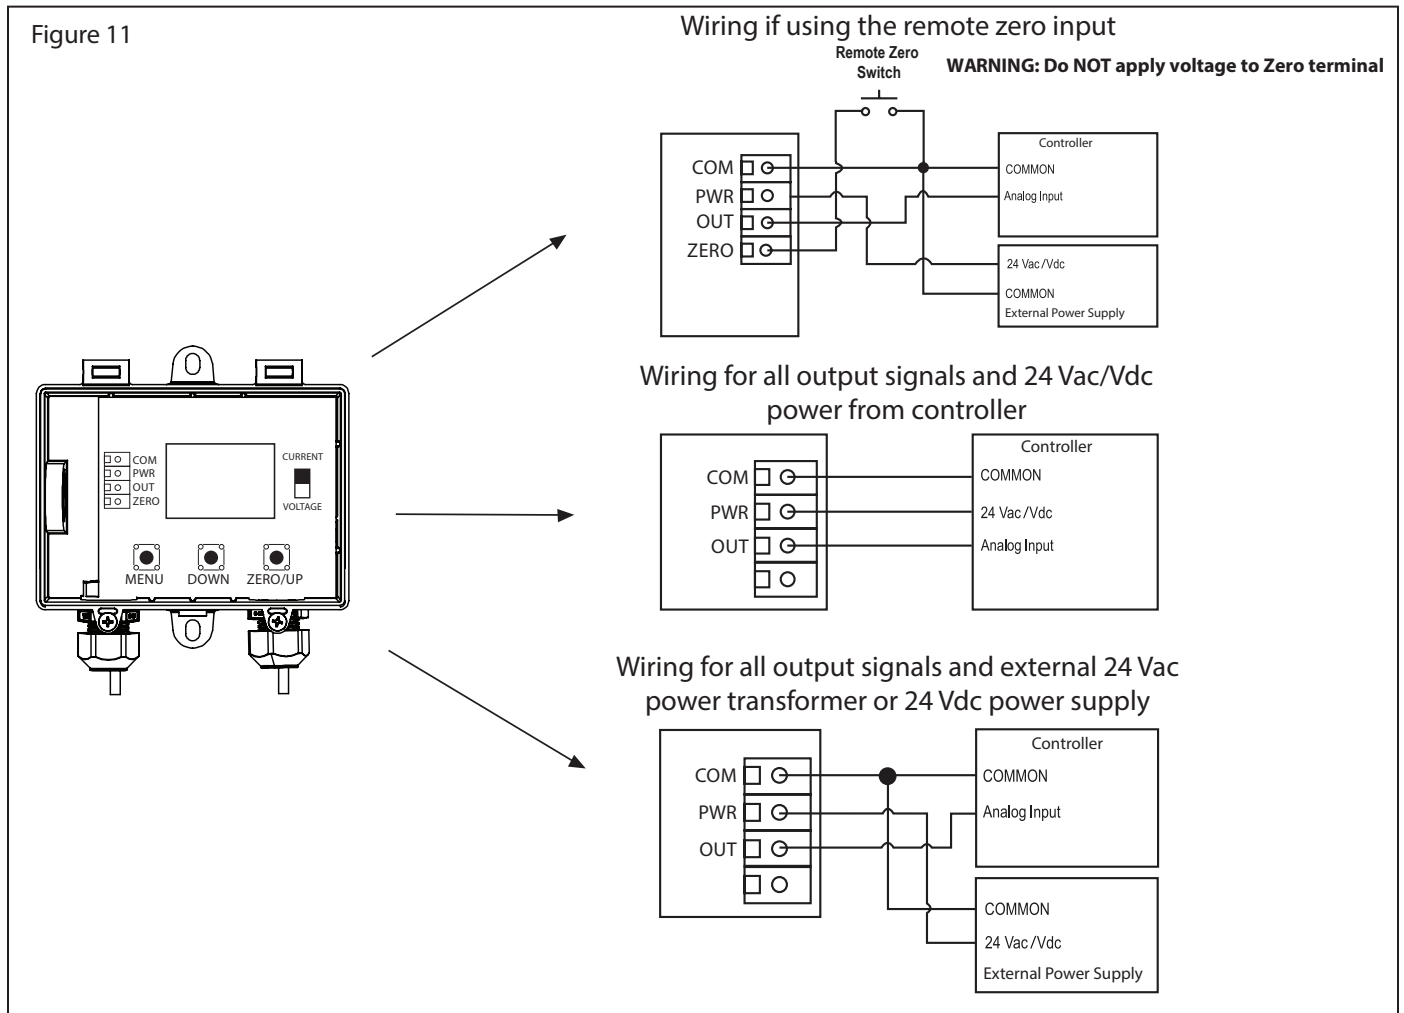 Figure 11
Wiring if using the remote zero input
Remote Zero
Switch
WARNING: Do NOT apply voltage to Zero terminal
COM
PWR
OUT
ZERO
Controller
COMMON
Analog Input
24 Vac/Vdc
COMMON
External Power Supply
COM
PWR
OUT
ZERO
CURRENT
VOLTAGE
MENU
DOWN
ZERO/UP
Wiring for all output signals and 24 Vac/Vdc
power from controller
COM
PWR
OUT
Controller
COMMON
24 Vac/Vdc
Analog Input
Wiring for all output signals and external 24 Vac
power transformer or 24 Vdc power supply
COM
PWR
OUT
Controller
COMMON
Analog Input
COMMON
24 Vac/Vdc
External Power Supply